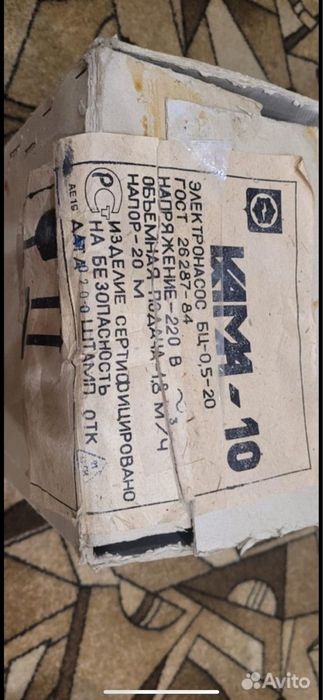 КАМА-10
ЭЛЕКТРОНАСОС БЦ-0,5-20
ГОСТ 26287-84
НАПРЯЖЕНИЕ-220 В ~
ОБЪЕМНАЯ ПОДАЧА-1,8 М³/Ч
НАПОР-20 М
ИЗДЕЛИЕ СЕРТИФИЦИРОВАНО
НА БЕЗОПАСНОСТЬ
ШТАМП ОТК
АЕ19
Avito